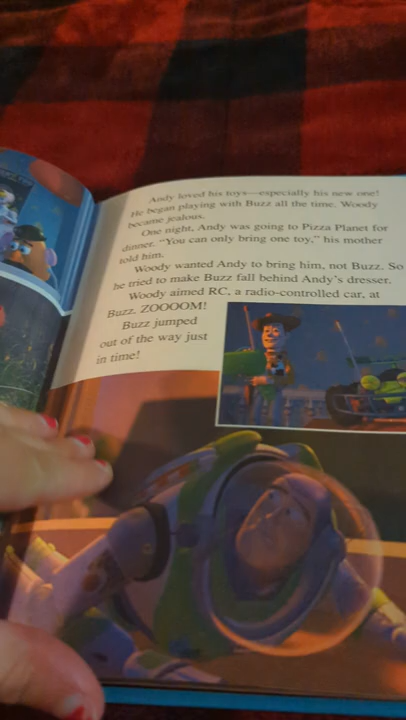 Andy loved his toys—especially his new one!
He began playing with Buzz all the time. Woody
became jealous.
One night, Andy was going to Pizza Planet for
dinner. "You can only bring one toy," his mother
told him.
Woody wanted Andy to bring him, not Buzz. So
he tried to make Buzz fall behind Andy's dresser.
Woody aimed RC, a radio-controlled car, at
Buzz. ZOOOOM!
Buzz jumped
out of the way just
in time!